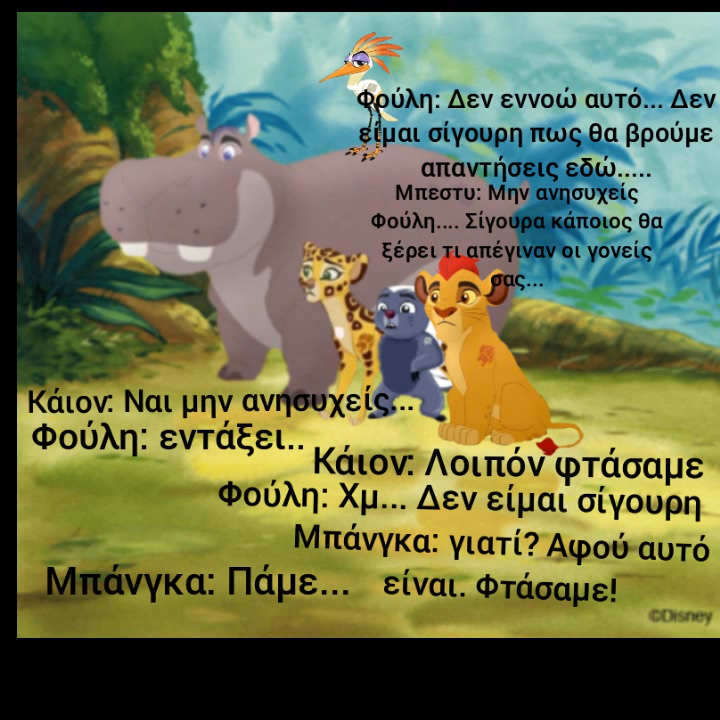 Φούλη: Δεν εννοώ αυτό... Δεν
είμαι σίγουρη πως θα βρούμε
απαντήσεις εδώ.....
Μπεστυ: Μην ανησυχείς
Φούλη.... Σίγουρα κάποιος θα
ξέρει τι απέγιναν οι γονείς
σας...
Κάιον: Ναι μην ανησυχείς...
Φούλη: εντάξει..
Κάιον: Λοιπόν φτάσαμε
Φούλη: Χμ... Δεν είμαι σίγουρη
Μπάνγκα: γιατί? Αφού αυτό
είναι. Φτάσαμε!
Μπάνγκα: Πάμε...
©Disney